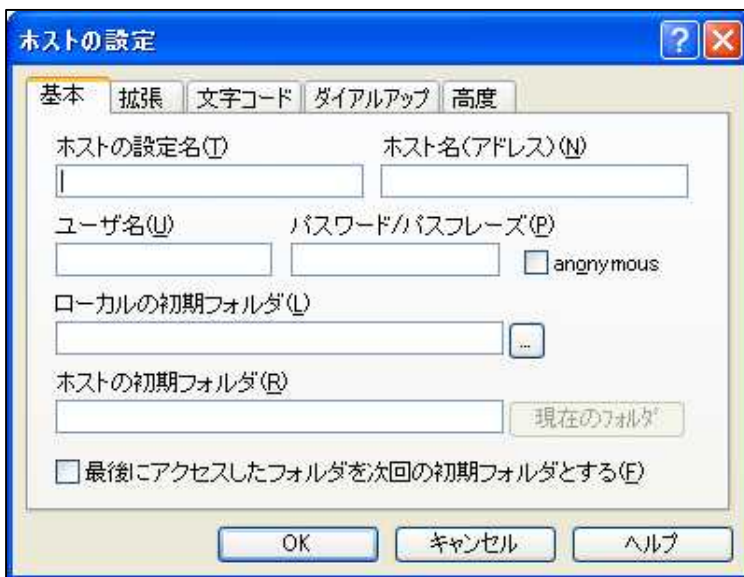 ホストの設定
基本 拡張 文字コード ダイアルアップ 高度
ホストの設定名(T) ホスト名(アドレス)(N)
ユーザ名(U) パスワード/パスフレーズ(P)
anonymous
ローカルの初期フォルダ(L)
...
ホストの初期フォルダ(R)
現在のフォルダ
最後にアクセスしたフォルダを次回の初期フォルダとする(F)
OK キャンセル ヘルプ